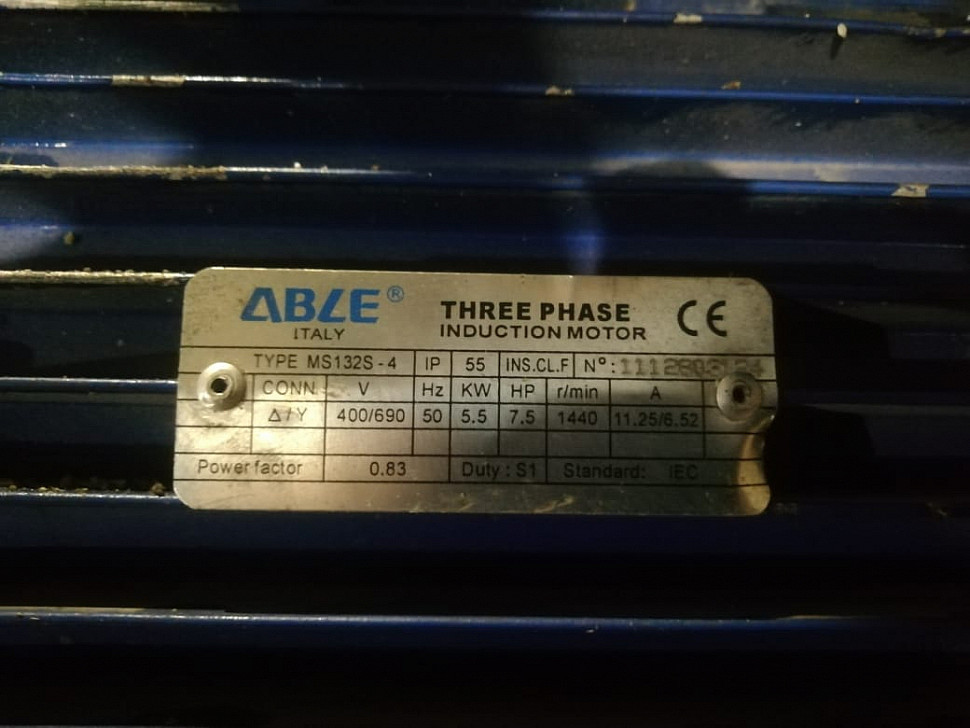 ABLE®
ITALY
THREE PHASE
INDUCTION MOTOR
CE
TYPE MS132S-4 IP 55 INS.CL.F N°:
CONN V Hz KW HP r/min A
Δ/Y 400/690 50 5.5 7.5 1440 11.25/6.52
Power factor 0.83 Duty: S1 Standard: IEC